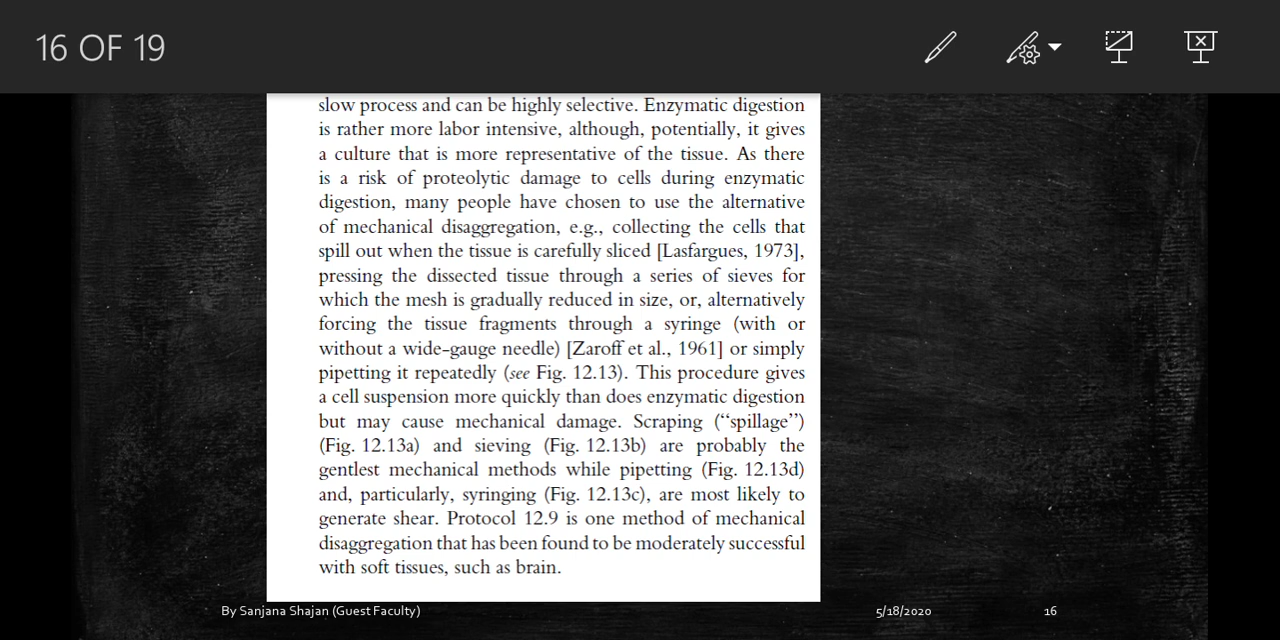 16 OF 19
slow process and can be highly selective. Enzymatic digestion
is rather more labor intensive, although, potentially, it gives
a culture that is more representative of the tissue. As there
is a risk of proteolytic damage to cells during enzymatic
digestion, many people have chosen to use the alternative
of mechanical disaggregation, e.g., collecting the cells that
spill out when the tissue is carefully sliced [Lasfargues, 1973],
pressing the dissected tissue through a series of sieves for
which the mesh is gradually reduced in size, or, alternatively
forcing the tissue fragments through a syringe (with or
without a wide-gauge needle) [Zaroff et al., 1961] or simply
pipetting it repeatedly (see Fig. 12.13). This procedure gives
a cell suspension more quickly than does enzymatic digestion
but may cause mechanical damage. Scraping (‘‘spillage’’)
(Fig. 12.13a) and sieving (Fig. 12.13b) are probably the
gentlest mechanical methods while pipetting (Fig. 12.13d)
and, particularly, syringing (Fig. 12.13c), are most likely to
generate shear. Protocol 12.9 is one method of mechanical
disaggregation that has been found to be moderately successful
with soft tissues, such as brain.
By Sanjana Shajan (Guest Faculty)
5/18/2020
16